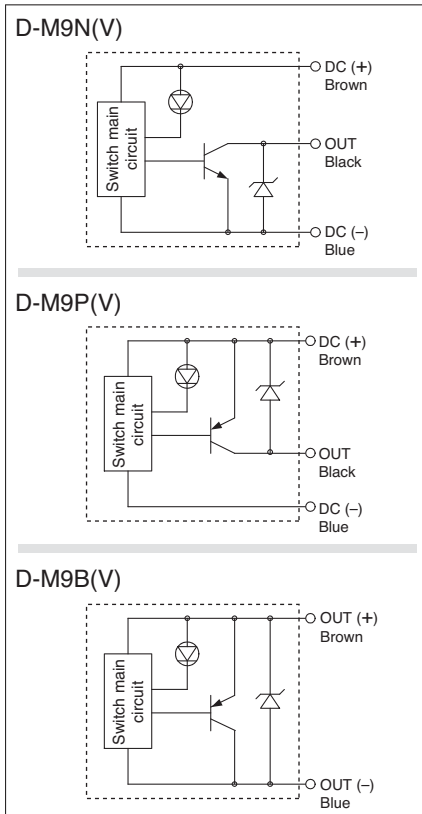 D-M9N(V)
DC (+)
Brown
Switch main
circuit
OUT
Black
DC (–)
Blue
D-M9P(V)
DC (+)
Brown
Switch main
circuit
OUT
Black
DC (–)
Blue
D-M9B(V)
OUT (+)
Brown
Switch main
circuit
OUT (–)
Blue